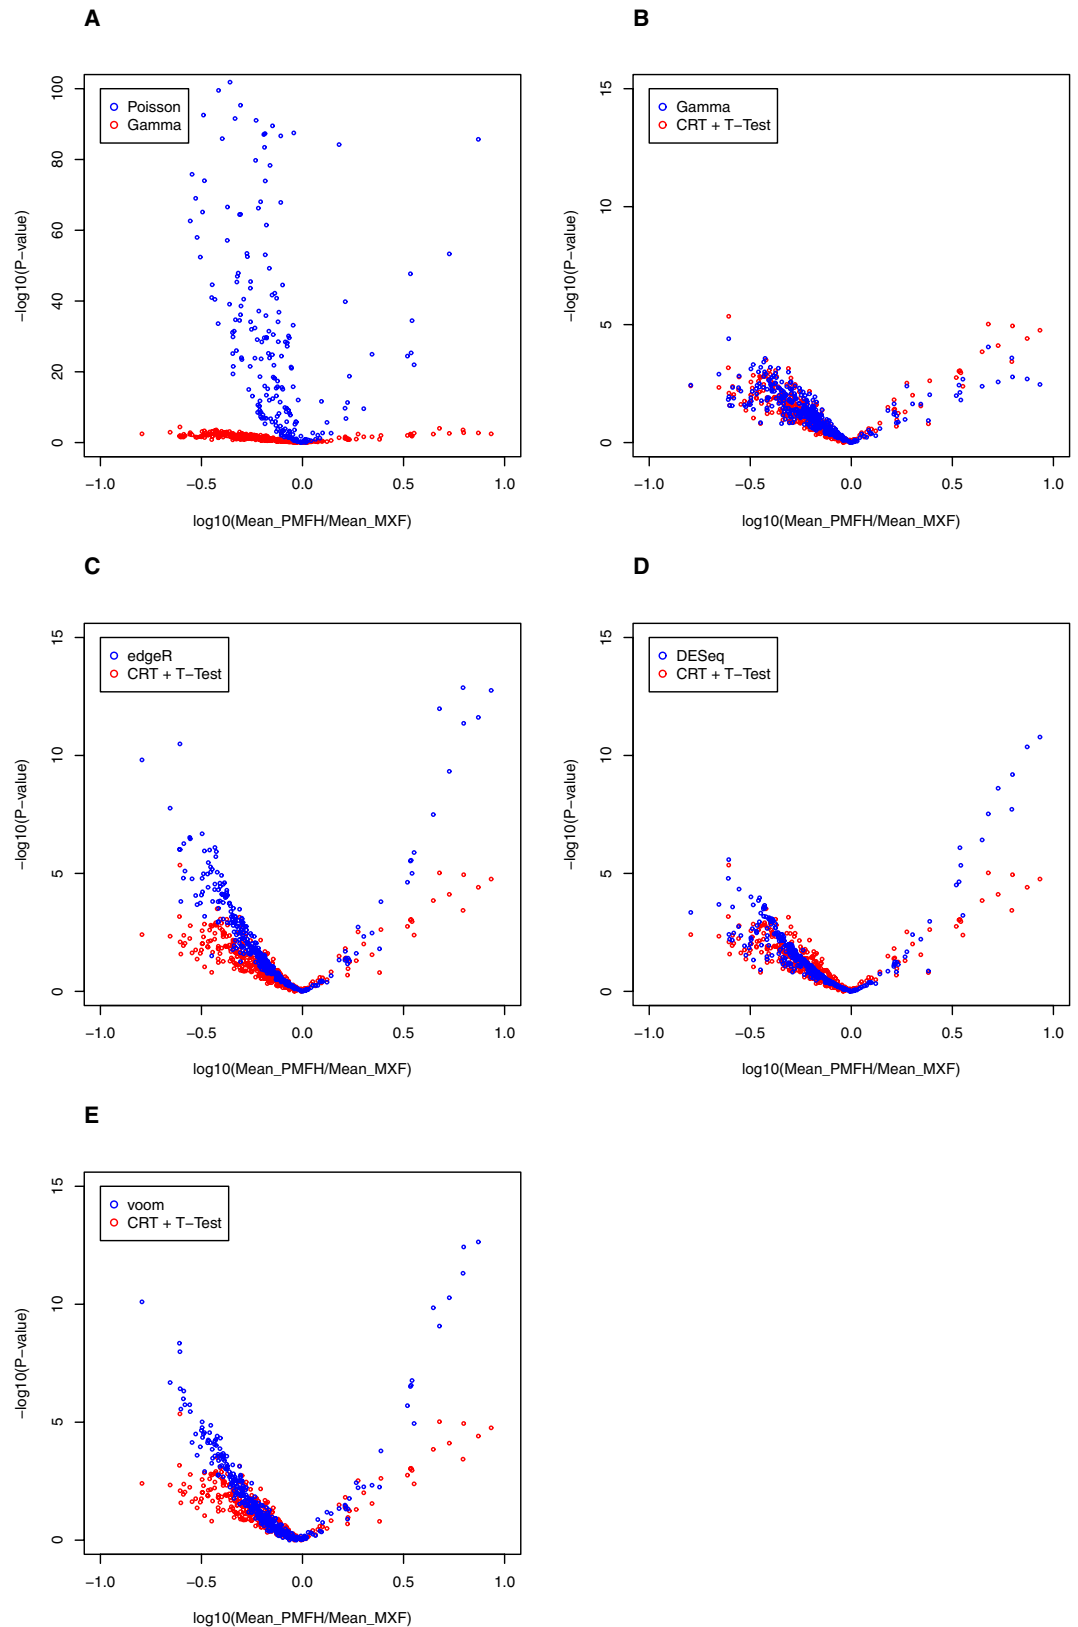 A
Poisson
Gamma
100
80
60
40
20
0
−log10(P−value)
−1.0 −0.5 0.0 0.5 1.0
log10(Mean_PMFH/Mean_MXF)
B
Gamma
CRT + T−Test
15
10
5
0
−log10(P−value)
−1.0 −0.5 0.0 0.5 1.0
log10(Mean_PMFH/Mean_MXF)
C
edgeR
CRT + T−Test
15
10
5
0
−log10(P−value)
−1.0 −0.5 0.0 0.5 1.0
log10(Mean_PMFH/Mean_MXF)
D
DESeq
CRT + T−Test
15
10
5
0
−log10(P−value)
−1.0 −0.5 0.0 0.5 1.0
log10(Mean_PMFH/Mean_MXF)
E
voom
CRT + T−Test
15
10
5
0
−log10(P−value)
−1.0 −0.5 0.0 0.5 1.0
log10(Mean_PMFH/Mean_MXF)